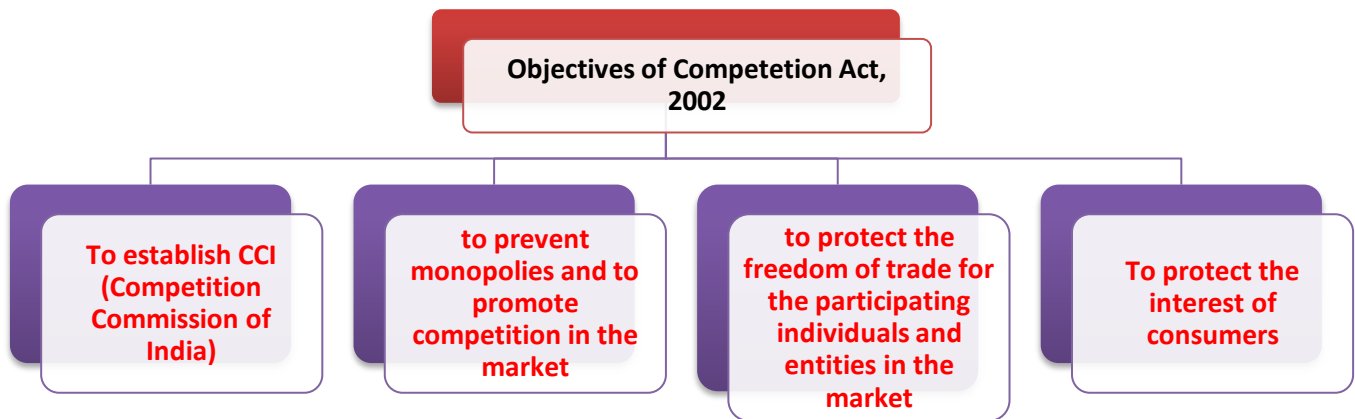 Objectives of Competetion Act,
2002
To establish CCI
(Competition
Commission of
India)
to prevent
monopolies and to
promote
competition in the
market
to protect the
freedom of trade for
the participating
individuals and
entities in the
market
To protect the
interest of
consumers